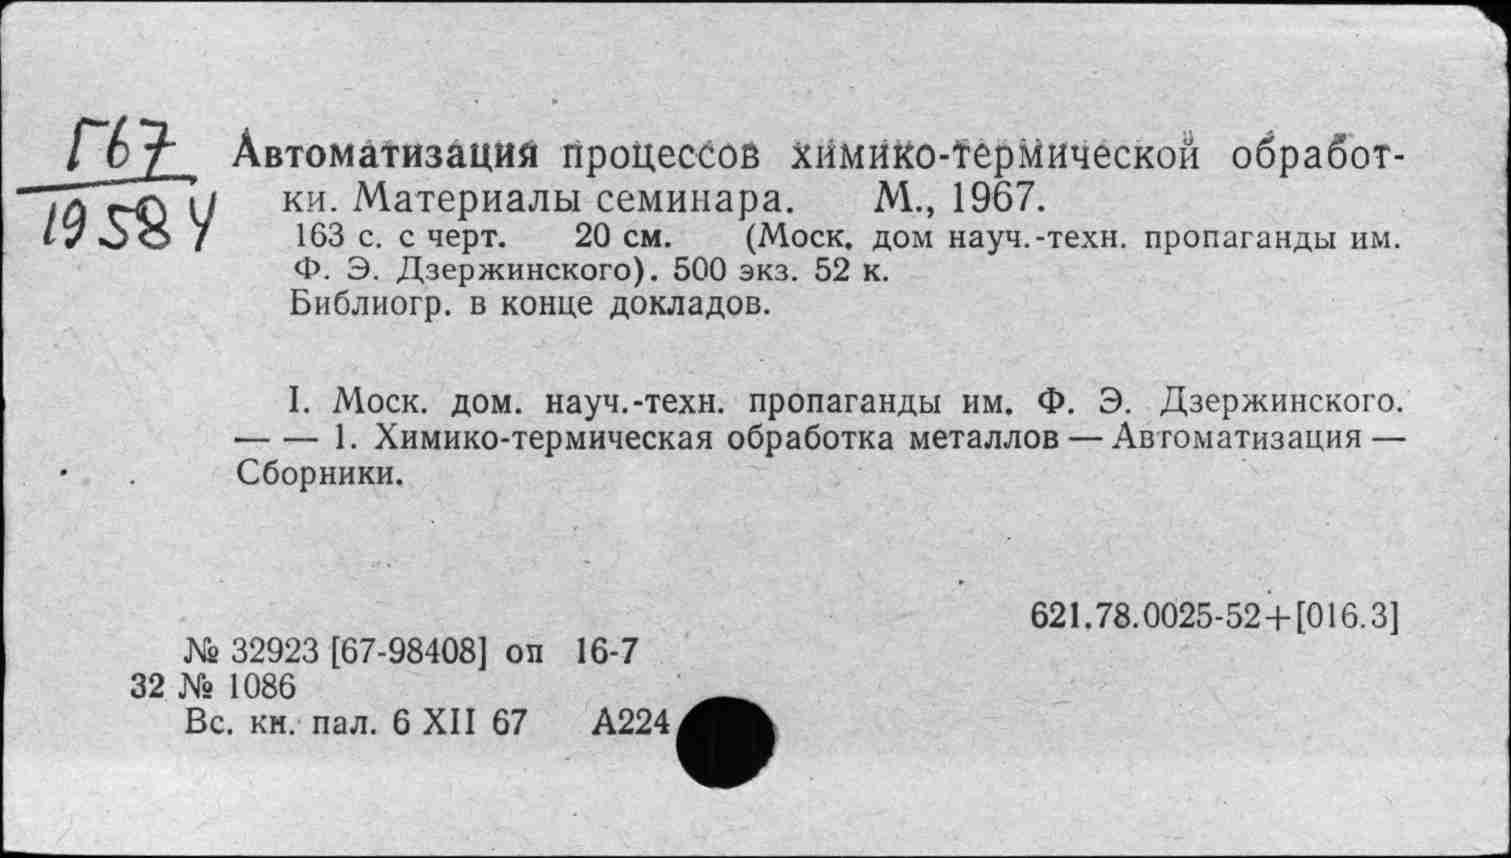 Г67
19584
Автоматизация процессов химико-термической обработ-
ки. Материалы семинара. М., 1967.
163 с. с черт. 20 см. (Моск. дом науч.-техн. пропаганды им.
Ф. Э. Дзержинского). 500 экз. 52 к.
Библиогр. в конце докладов.
I. Моск. дом. науч.-техн. пропаганды им. Ф. Э. Дзержинского.
— — 1. Химико-термическая обработка металлов — Автоматизация —
Сборники.
621.78.0025-52+[016.3]
№ 32923 [67-98408] оп 16-7
32 № 1086
Вс. кн. пал. 6 XII 67 А224